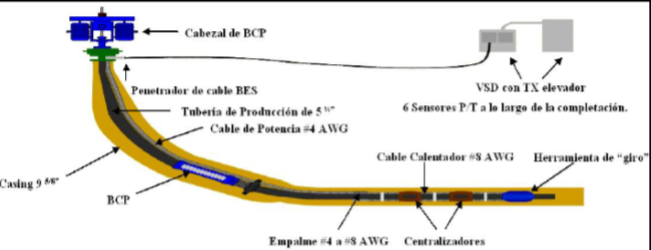 Cabezal de BCP
Penetrador de cable BES
VSD con TX elevador
6 Sensores P/T a lo largo de la completación.
Tubería de Producción de 5 ½"
Cable de Potencia #4 AWG
Cable Calentador #8 AWG
Herramienta de “giro”
Casing 9 5/8"
BCP
Empalme #4 a #8 AWG
Centralizadores